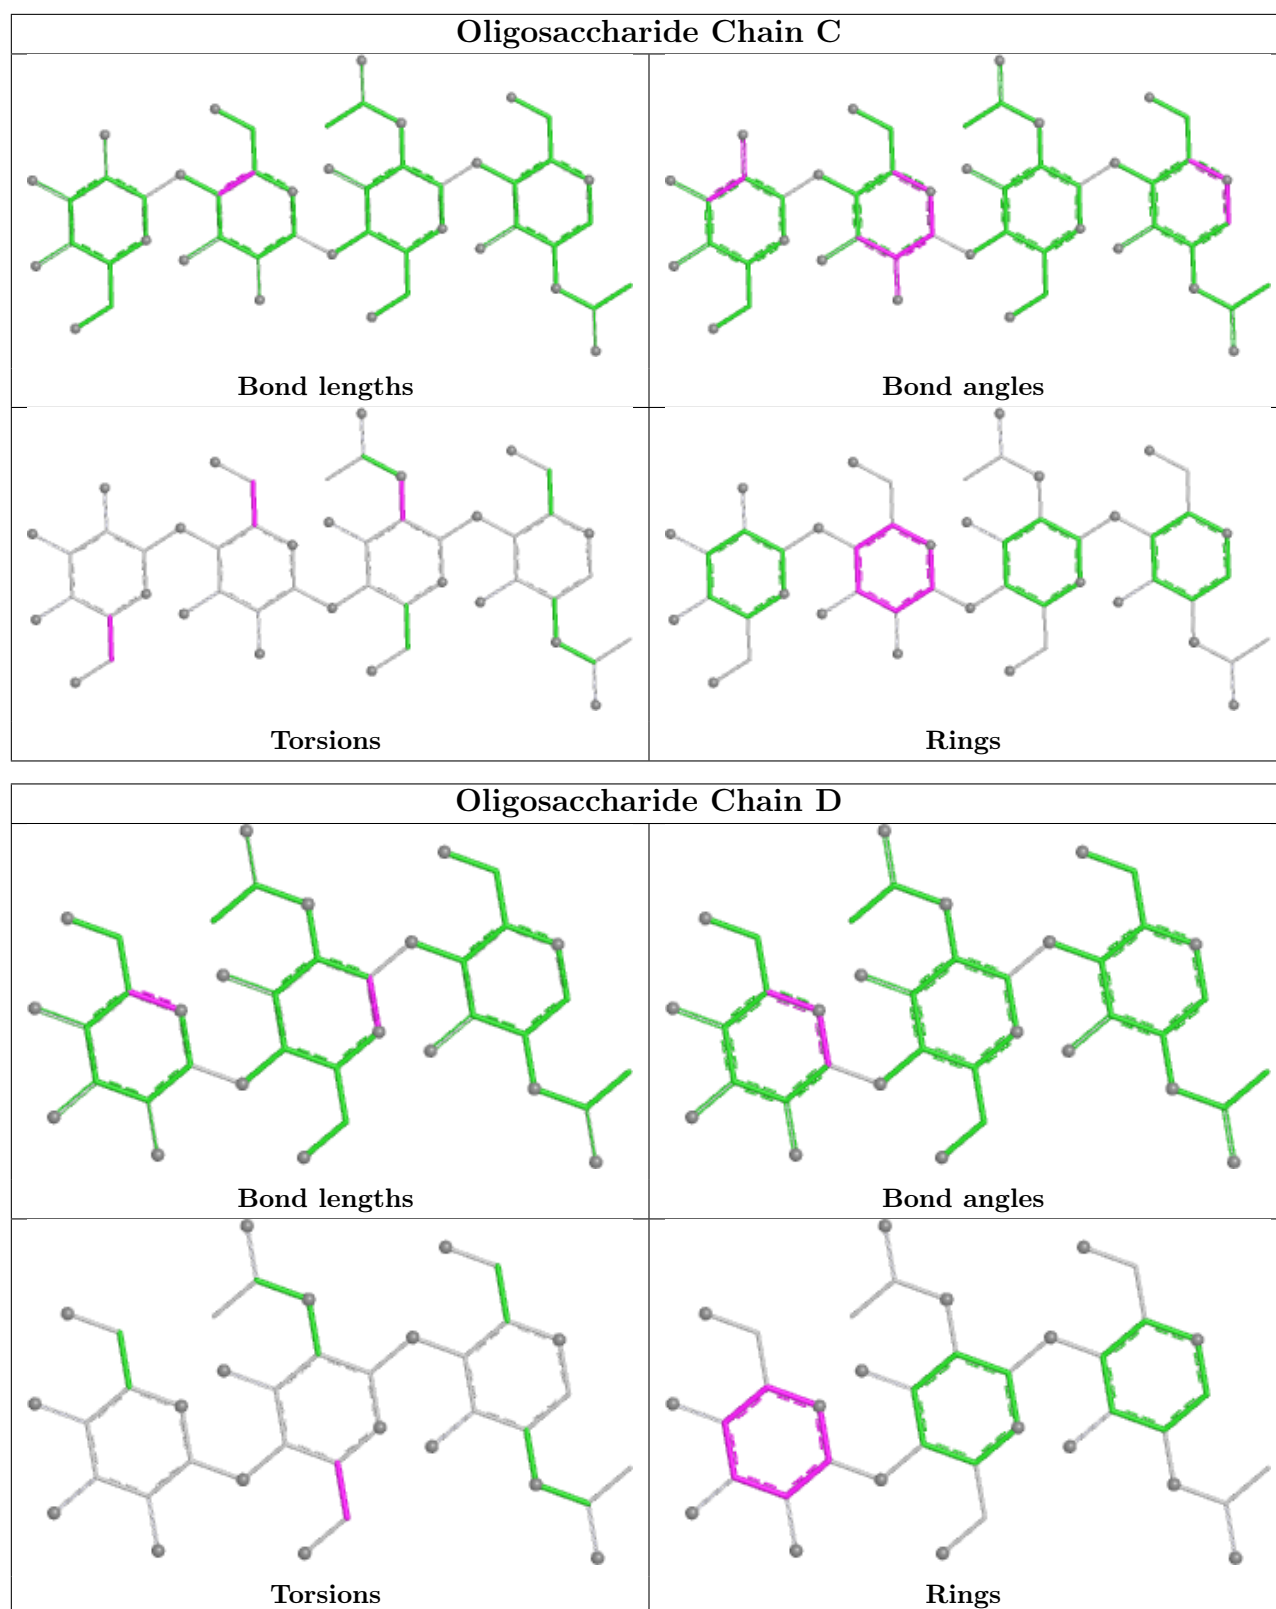 Oligosaccharide Chain C
Bond lengths
Bond angles
Torsions
Rings
Oligosaccharide Chain D
Bond lengths
Bond angles
Torsions
Rings